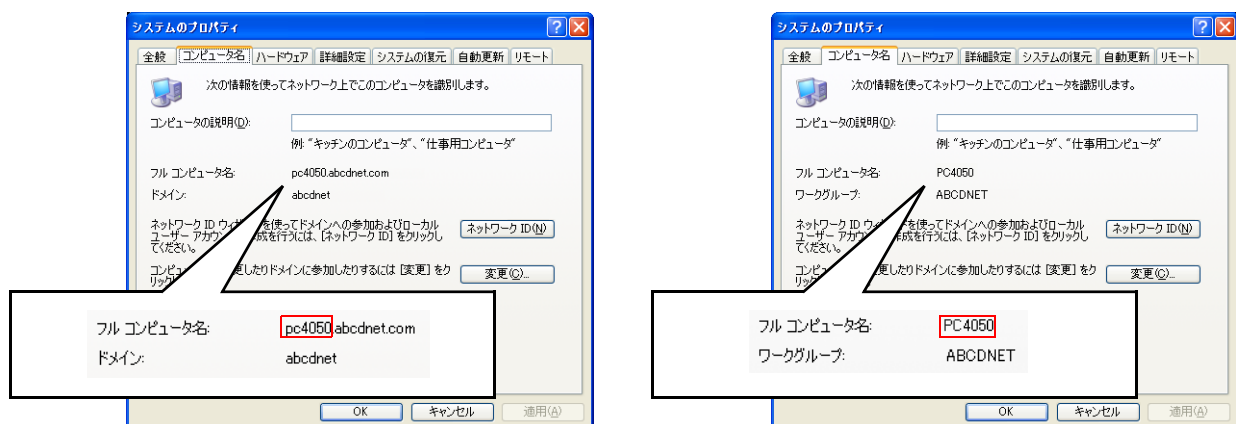 システムのプロパティ
全般 コンピュータ名 ハードウェア 詳細設定 システムの復元 自動更新 リモート
次の情報を使ってネットワーク上でこのコンピュータを識別します。
コンピュータの説明(D):
例: "キッチンのコンピュータ"、"仕事用コンピュータ"
フル コンピュータ名: pc4050.abcdnet.com
ドメイン: abcdnet
ネットワーク ID ウィ を使ってドメインへの参加およびローカル
ユーザー アカウン 成を行うには、[ネットワーク ID] をクリックし
てください。
ネットワーク ID(N)
コンピュ 更したりドメインに参加したりするには [変更] をク
リック
変更(C)...
フル コンピュータ名: pc4050.abcdnet.com
ドメイン: abcdnet
OK キャンセル 適用(A)
システムのプロパティ
全般 コンピュータ名 ハードウェア 詳細設定 システムの復元 自動更新 リモート
次の情報を使ってネットワーク上でこのコンピュータを識別します。
コンピュータの説明(D):
例: "キッチンのコンピュータ"、"仕事用コンピュータ"
フル コンピュータ名: PC4050
ワークグループ: ABCDNET
ネットワーク ID ウィ を使ってドメインへの参加およびローカル
ユーザー アカウン 成を行うには、[ネットワーク ID] をクリックし
てください。
ネットワーク ID(N)
コンピュ 更したりドメインに参加したりするには [変更] をク
リック
変更(C)...
フル コンピュータ名: PC4050
ワークグループ: ABCDNET
OK キャンセル 適用(A)